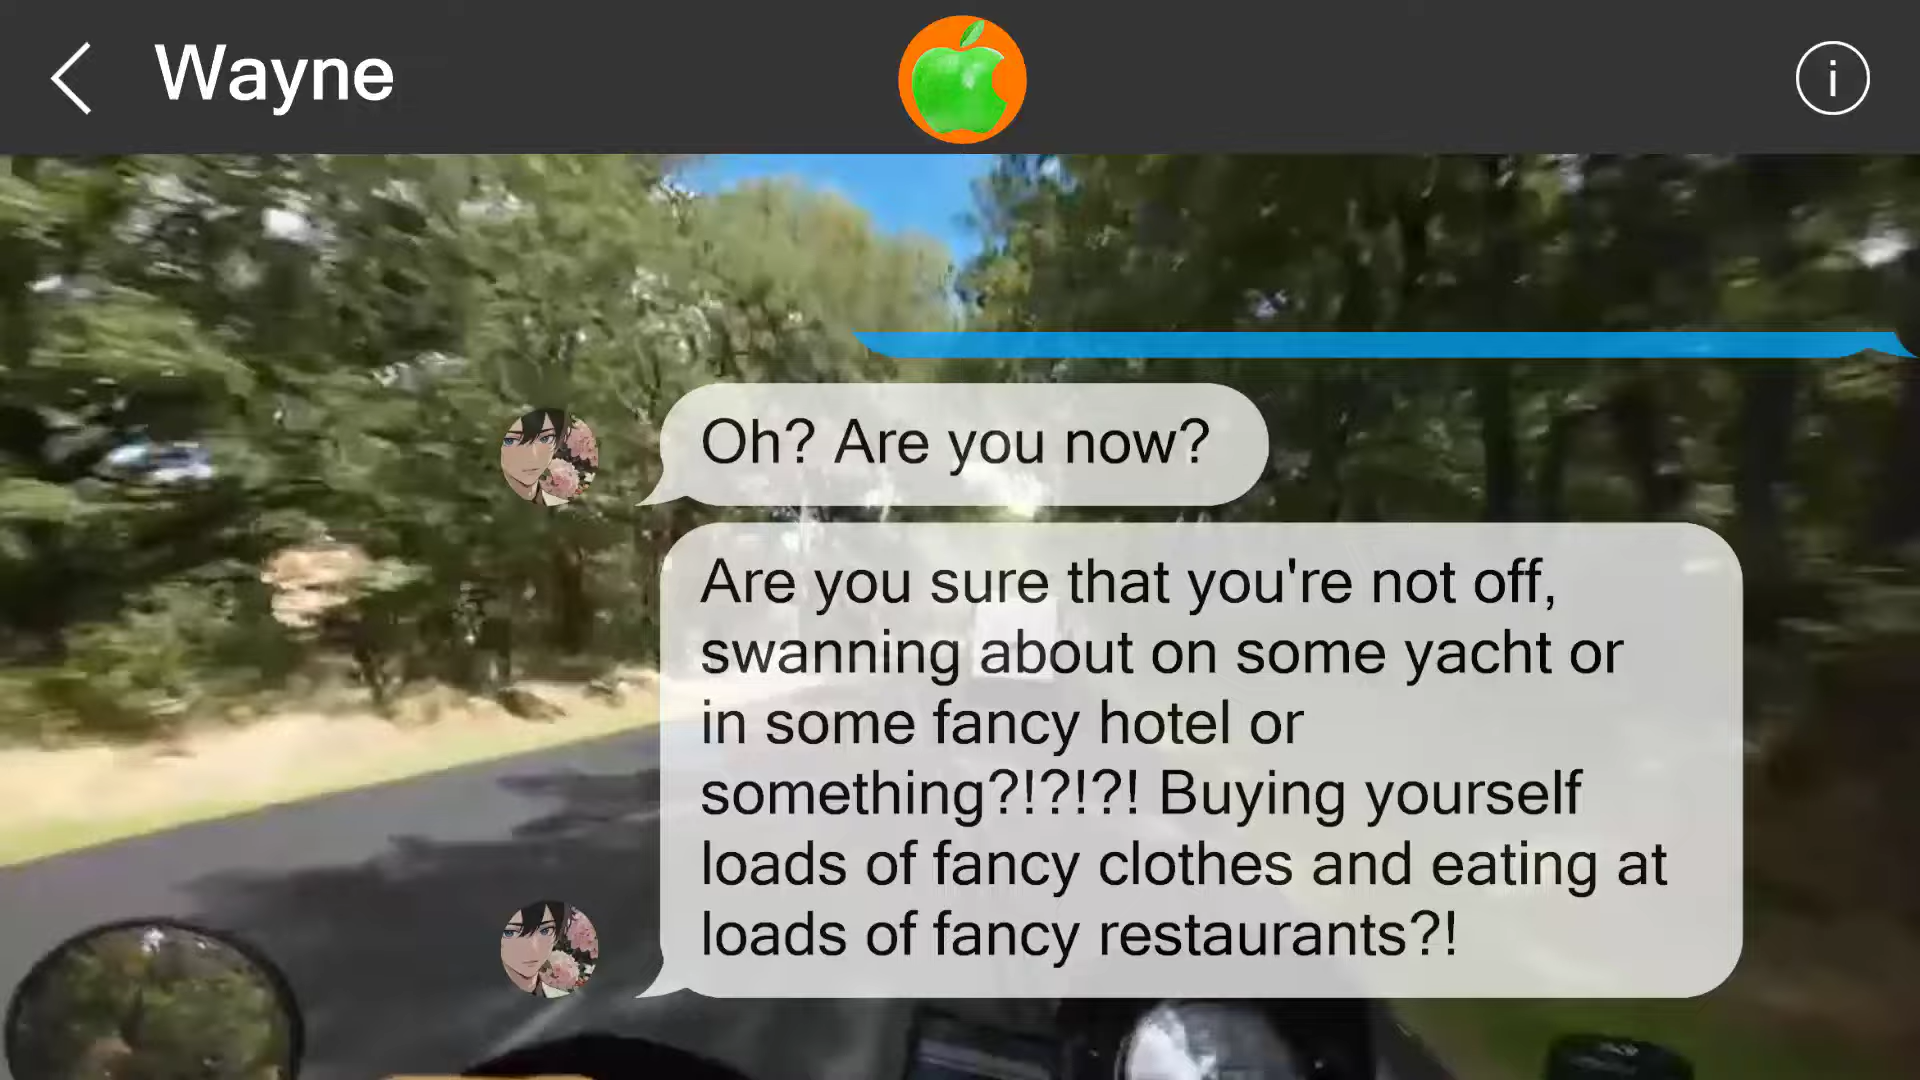 Wayne
i
Oh? Are you now?
Are you sure that you're not off,
swanning about on some yacht or
in some fancy hotel or
something?!?!?! Buying yourself
loads of fancy clothes and eating at
loads of fancy restaurants?!